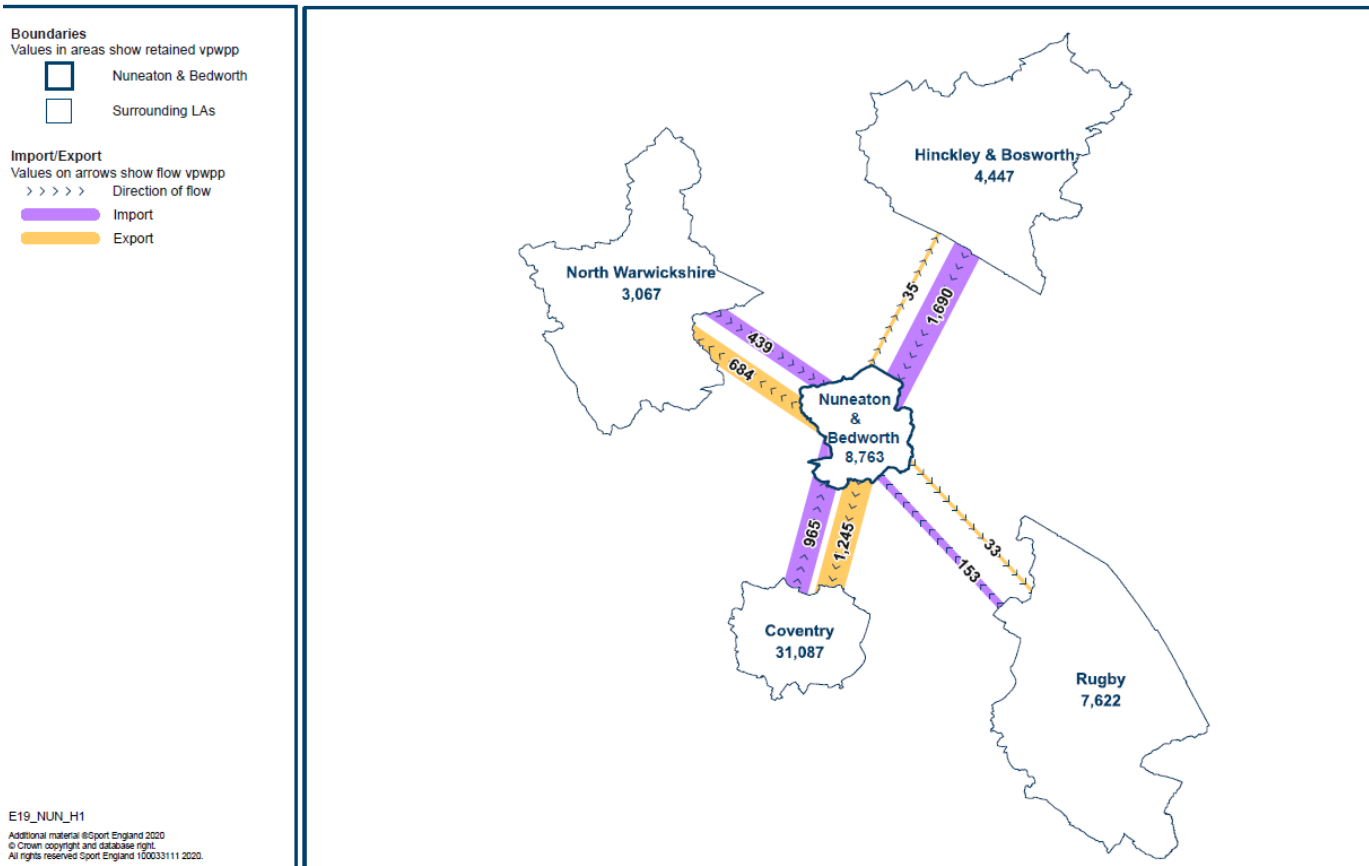 Boundaries
Values in areas show retained vpwpp
Nuneaton & Bedworth
Surrounding LAs
Import/Export
Values on arrows show flow vpwpp
Direction of flow
Import
Export
Hinckley & Bosworth
4,447
North Warwickshire
3,067
35
1,690
439
684
Nuneaton
&
Bedworth
8,763
965
1,245
33
153
Coventry
31,087
Rugby
7,622
E19_NUN_H1
Additional material ©Sport England 2020
© Crown copyright and database right.
All rights reserved Sport England 100033111 2020.